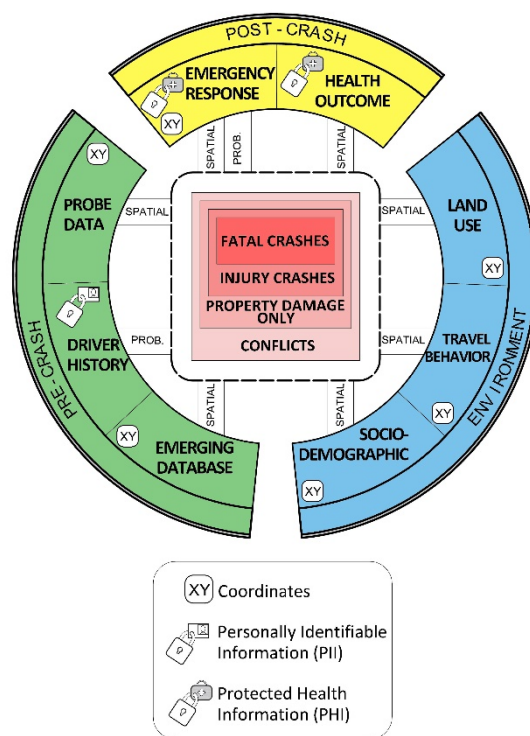 POST-CRASH
EMERGENCY
RESPONSE
HEALTH
OUTCOME
XY
SPATIAL
PROB.
SPATIAL
PRE-CRASH
XY
PROBE
DATA
SPATIAL
DRIVER
HISTORY
PROB.
XY
EMERGING
DATABASE
SPATIAL
FATAL CRASHES
INJURY CRASHES
PROPERTY DAMAGE
ONLY
CONFLICTS
ENVIRONMENT
SPATIAL
LAND
USE
XY
SPATIAL
TRAVEL
BEHAVIOR
XY
SPATIAL
SOCIO-
DEMOGRAPHIC
XY
XY Coordinates
Personally Identifiable
Information (PII)
Protected Health
Information (PHI)